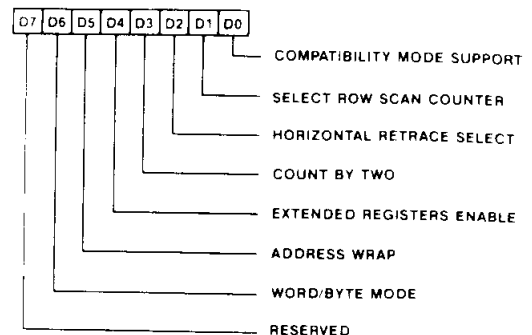 D7 D6 D5 D4 D3 D2 D1 D0
COMPATIBILITY MODE SUPPORT
SELECT ROW SCAN COUNTER
HORIZONTAL RETRACE SELECT
COUNT BY TWO
EXTENDED REGISTERS ENABLE
ADDRESS WRAP
WORD/BYTE MODE
RESERVED